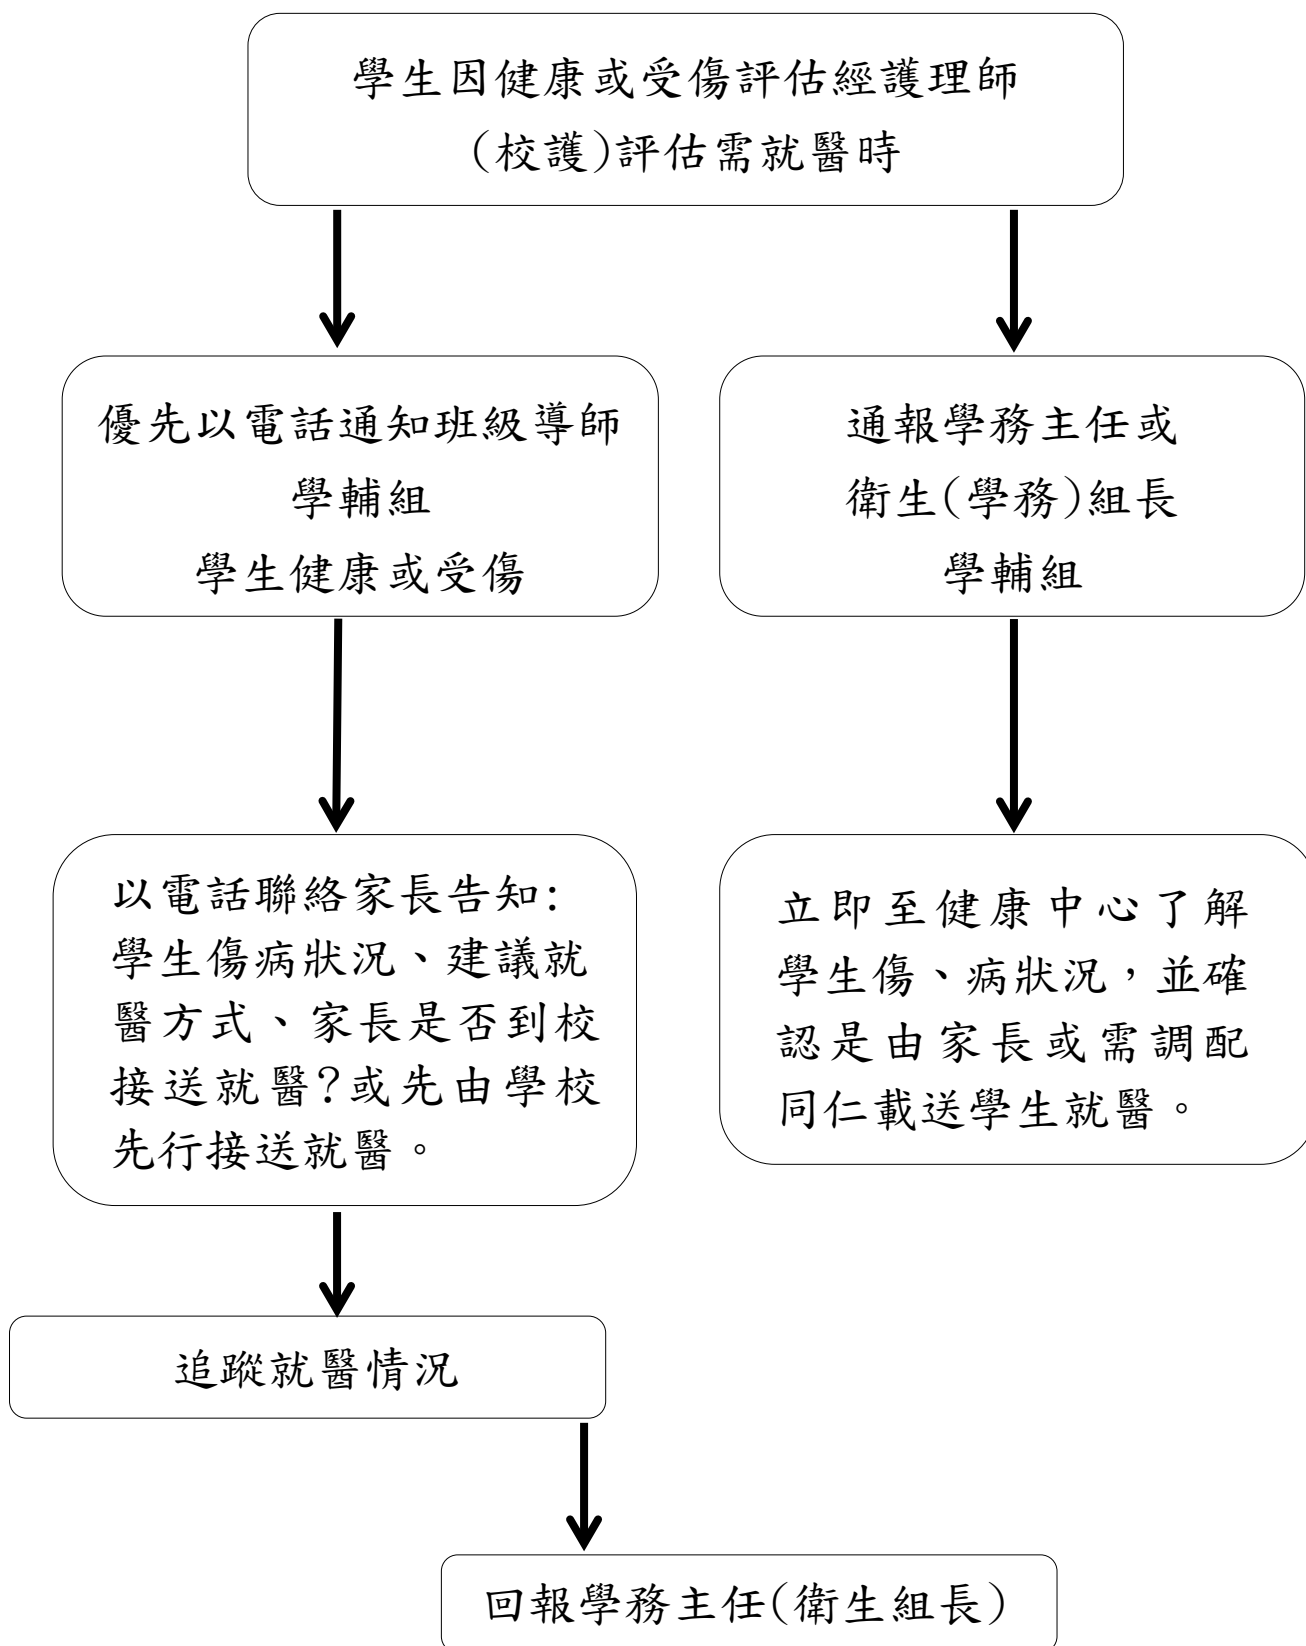 學生因健康或受傷評估經護理師
(校護)評估需就醫時
優先以電話通知班級導師
學輔組
學生健康或受傷
通報學務主任或
衛生(學務)組長
學輔組
以電話聯絡家長告知:
學生傷病狀況、建議就
醫方式、家長是否到校
接送就醫?或先由學校
先行接送就醫。
立即至健康中心了解
學生傷、病狀況，並確
認是由家長或需調配
同仁載送學生就醫。
追蹤就醫情況
回報學務主任(衛生組長)